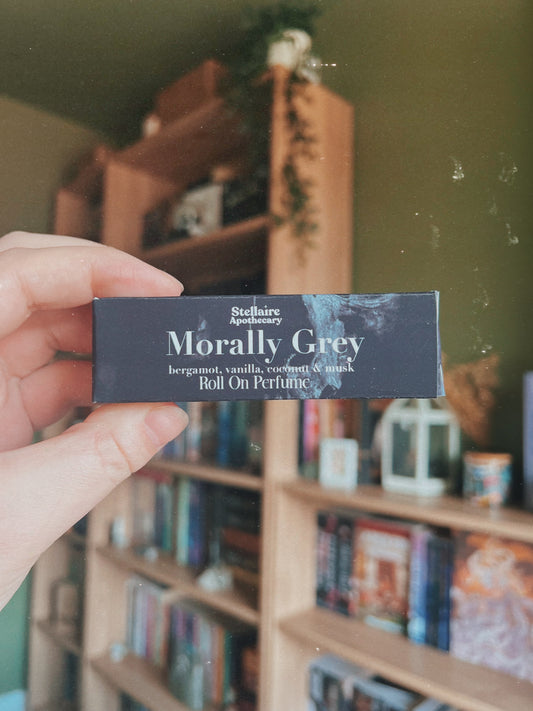 Stellaire
Apothecary
Morally Grey
bergamot, vanilla, coconut & musk
Roll On Perfume